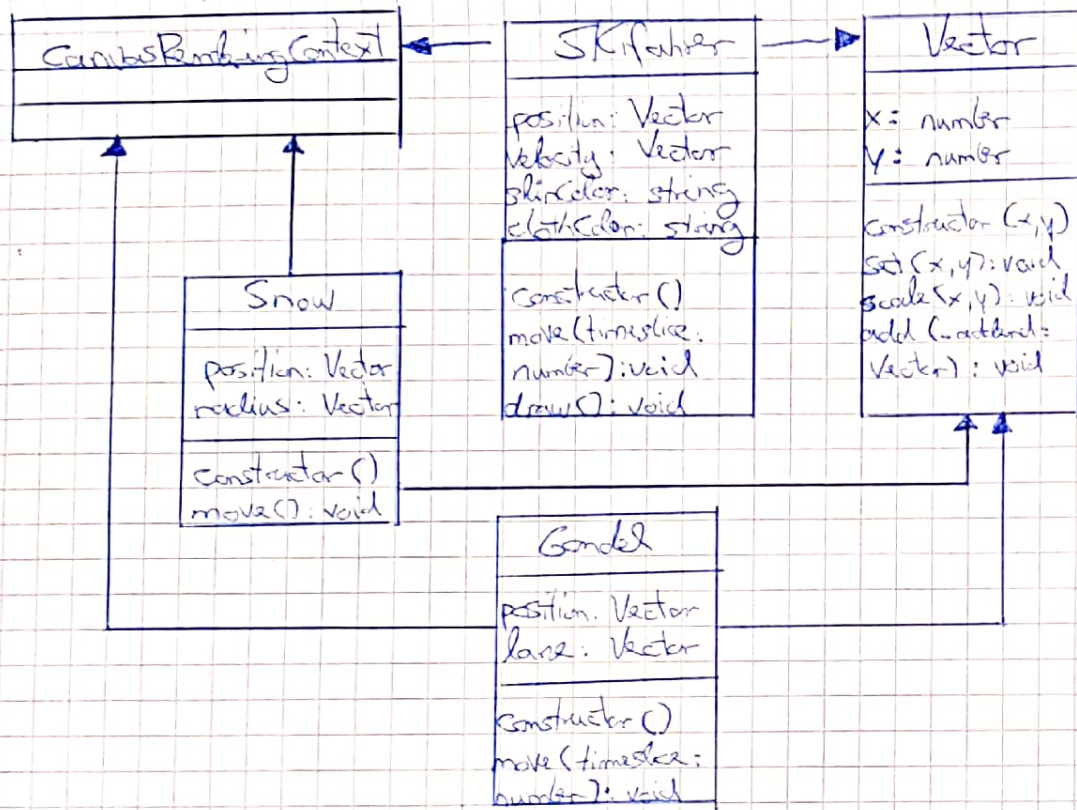 CanvasRenderingContext
SKifahrer
position: Vector
velocity: Vector
skinColor: string
clothColor: string
constructor()
move(timeslice:
number): void
draw(): void
Vector
x: number
y: number
constructor(x,y)
set(x,y): void
scale(x,y): void
add(
Vector): void
Snow
position: Vector
radius: Vector
constructor()
move(): void
Gondel
position: Vector
lane: Vector
constructor()
move(timeslice:
number): void